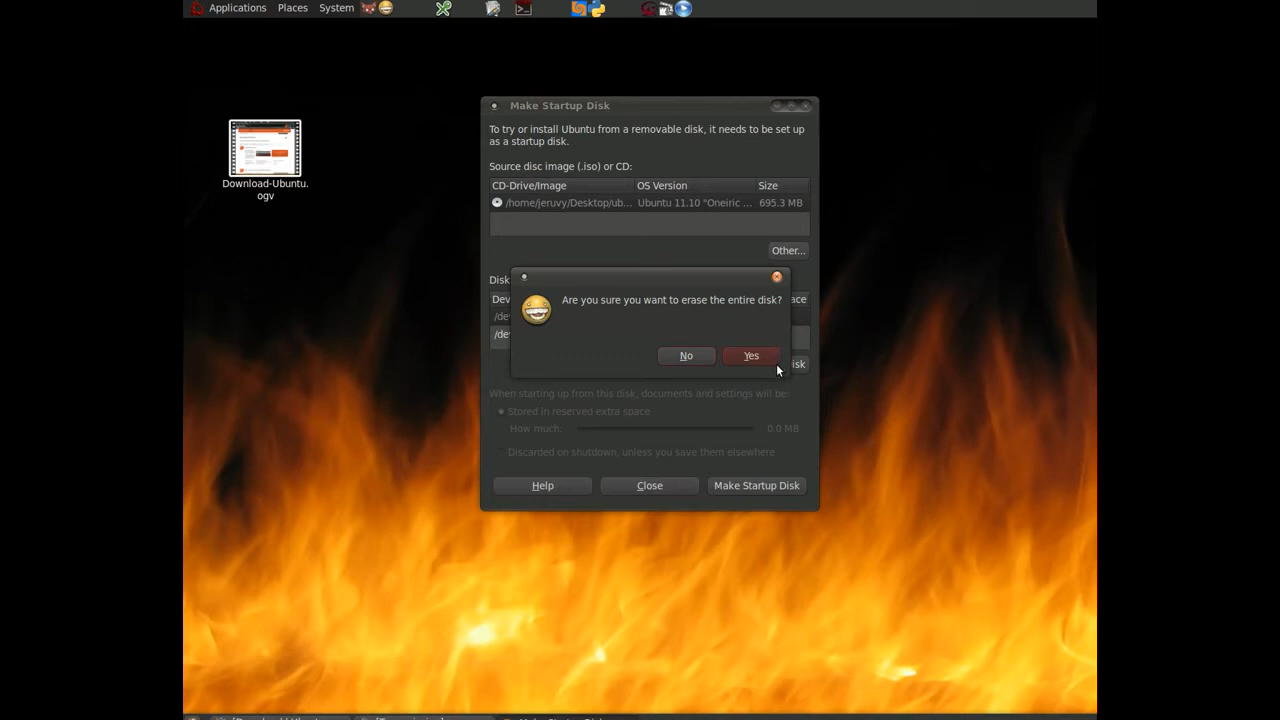 Applications Places System
Make Startup Disk
Download-Ubuntu.
ogv
To try or install Ubuntu from a removable disk, it needs to be set up
as a startup disk.
Source disc image (.iso) or CD:
CD-Drive/Image OS Version Size
/home/jeruvy/Desktop/ub... Ubuntu 11.10 "Oneiric ... 695.3 MB
Other...
Disk
Are you sure you want to erase the entire disk?
No Yes
When starting up from this disk, documents and settings will be:
Stored in reserved extra space
How much: 0.0 MB
Discarded on shutdown, unless you save them elsewhere
Help Close Make Startup Disk